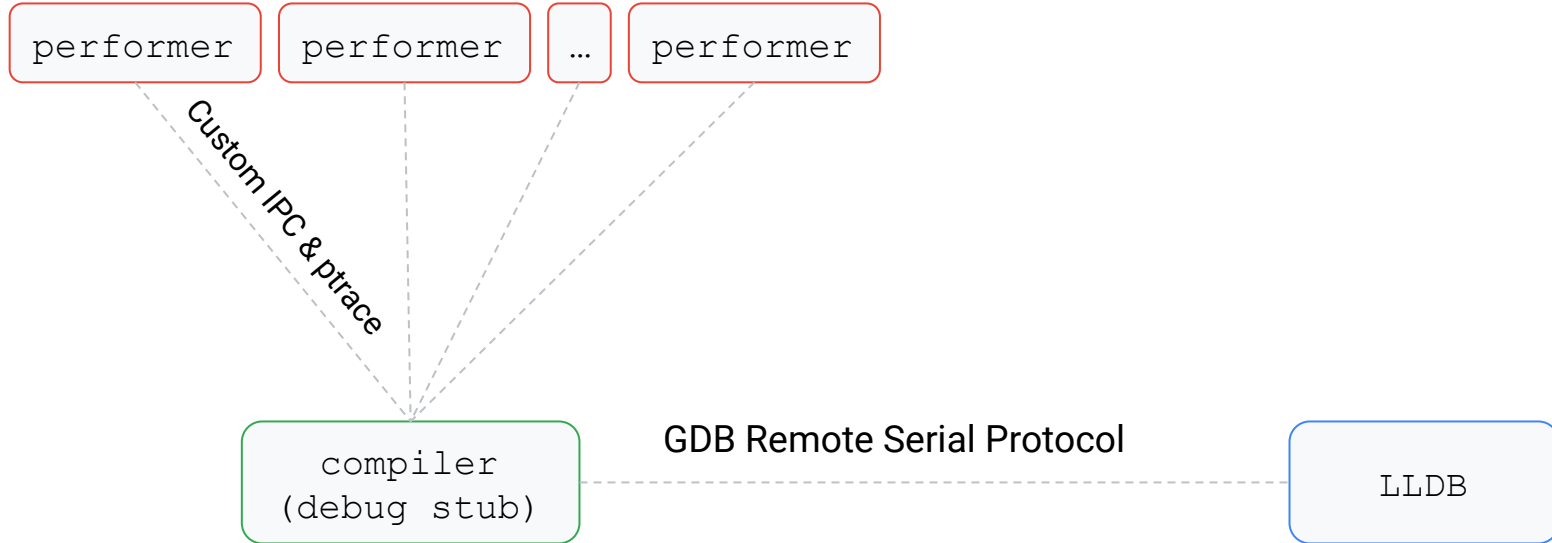 performer
performer
…
performer
Custom IPC & ptrace
GDB Remote Serial Protocol
compiler
(debug stub)
LLDB